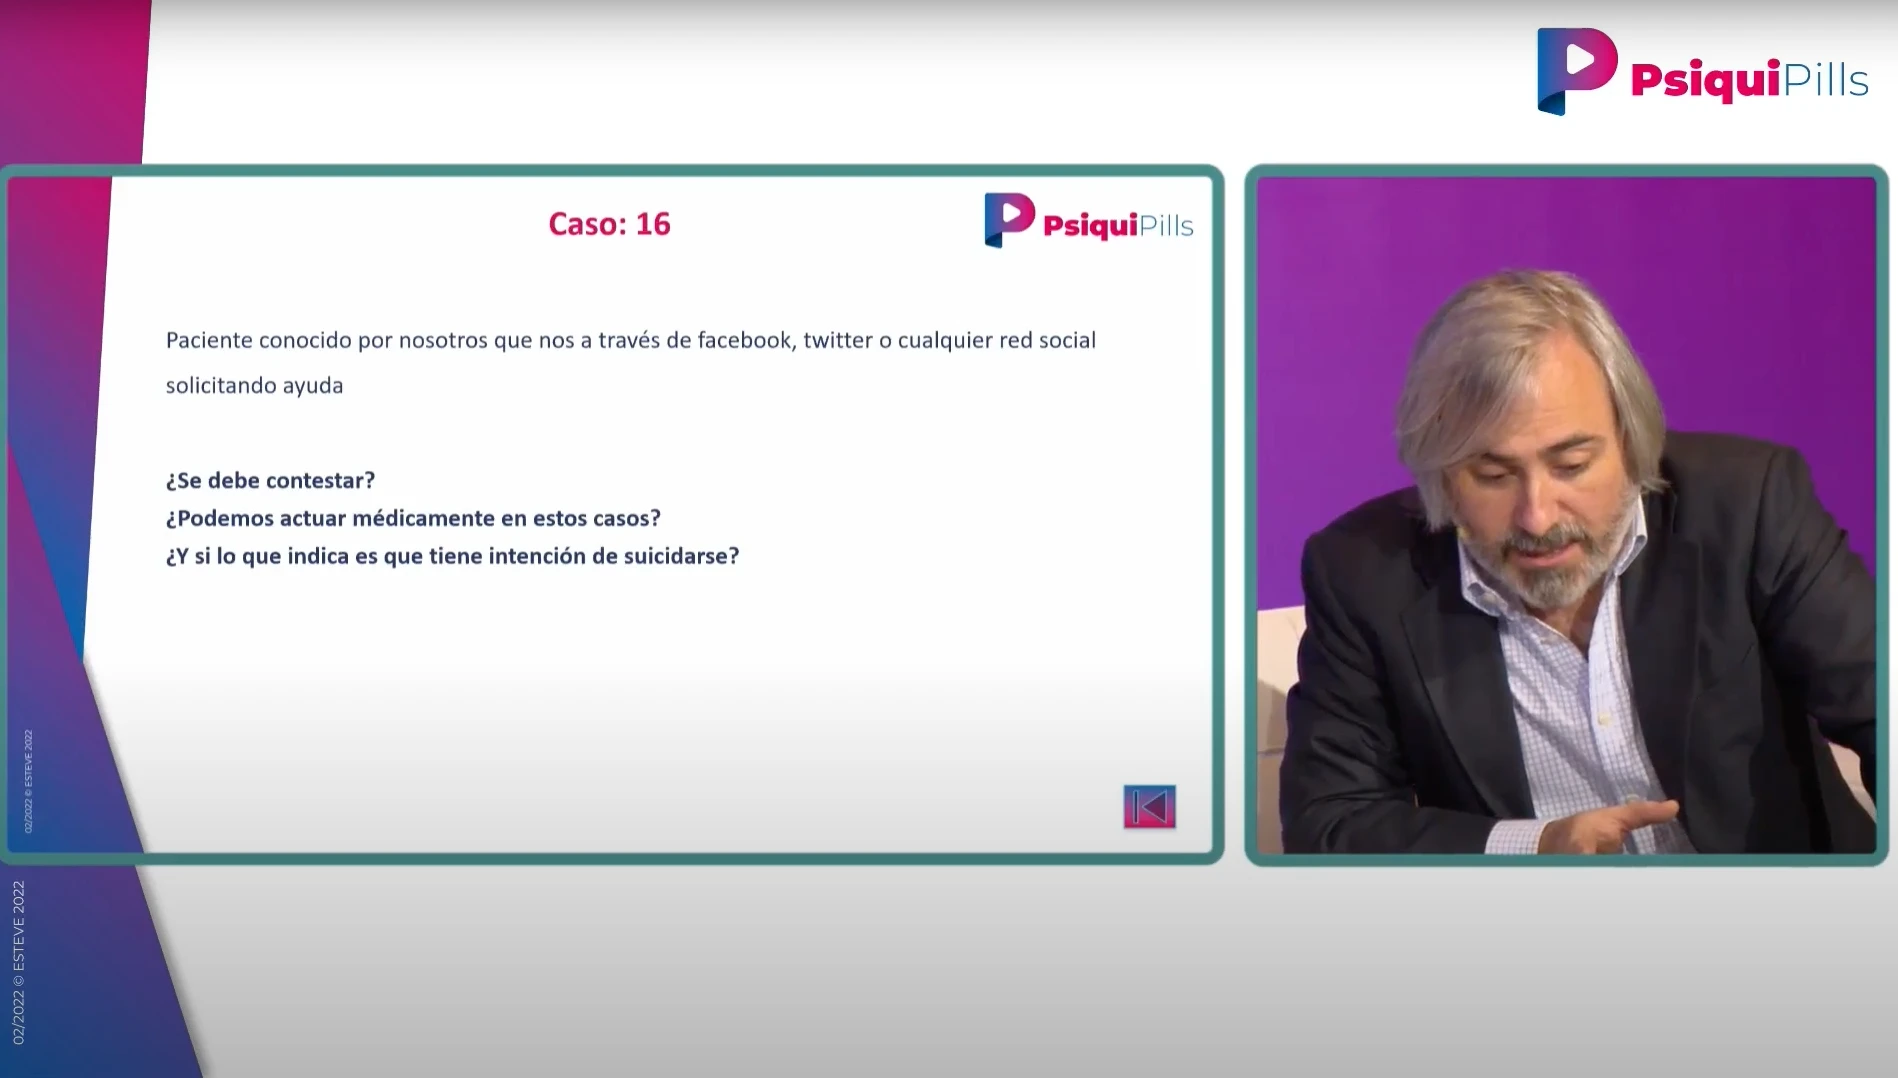 PsiquiPills
Caso: 16
PsiquiPills
Paciente conocido por nosotros que nos a través de facebook, twitter o cualquier red social
solicitando ayuda
¿Se debe contestar?
¿Podemos actuar médicamente en estos casos?
¿Y si lo que indica es que tiene intención de suicidarse?
02/2022 © ESTEVE 2022
02/2022 © ESTEVE 2022